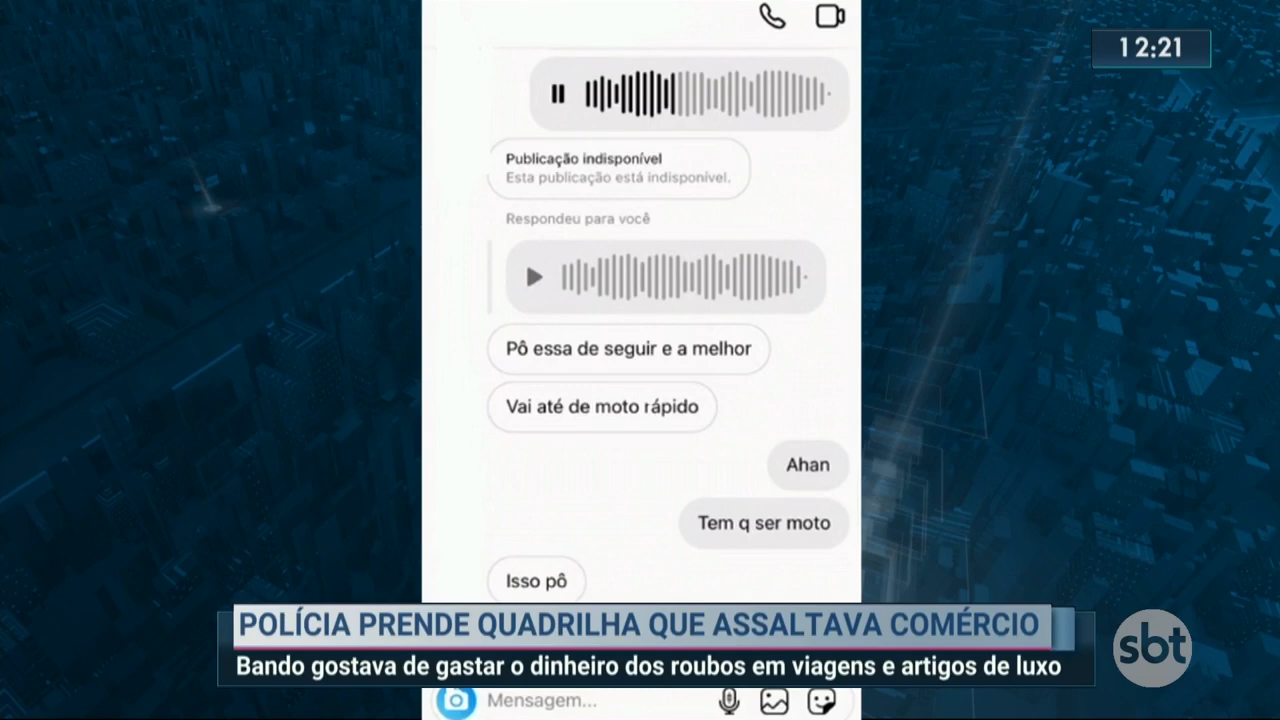 12:21
Publicação indisponível
Esta publicação está indisponível.
Respondeu para você
Pô essa de seguir e a melhor
Vai até de moto rápido
Ahan
Tem q ser moto
Isso pô
POLÍCIA PRENDE QUADRILHA QUE ASSALTAVA COMÉRCIO
Bando gostava de gastar o dinheiro dos roubos em viagens e artigos de luxo
sbt
Mensagem...